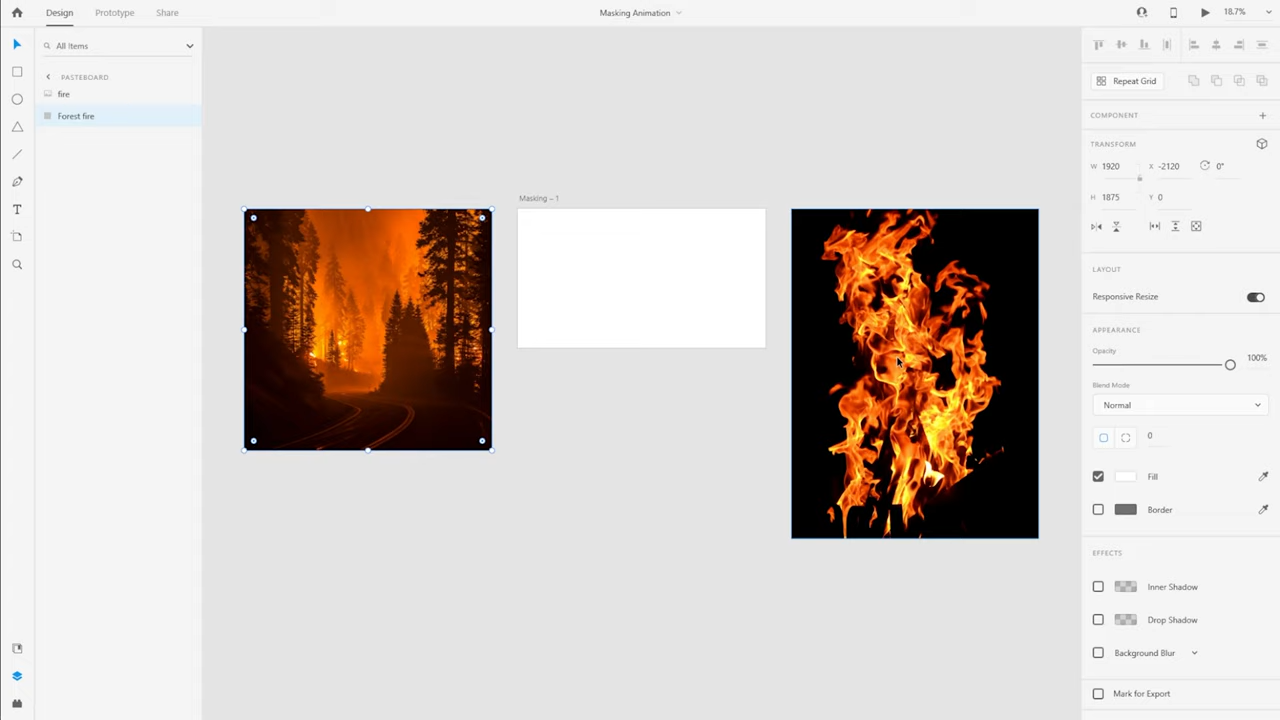 Design Prototype Share Masking Animation 18.7%
All Items
PASTEBOARD
fire
Forest fire
Masking – 1
Repeat Grid
COMPONENT
TRANSFORM
W 1920 X -2120 0°
H 1875 Y 0
LAYOUT
Responsive Resize
APPEARANCE
Opacity
100%
Blend Mode
Normal
0
Fill
Border
EFFECTS
Inner Shadow
Drop Shadow
Background Blur
Mark for Export